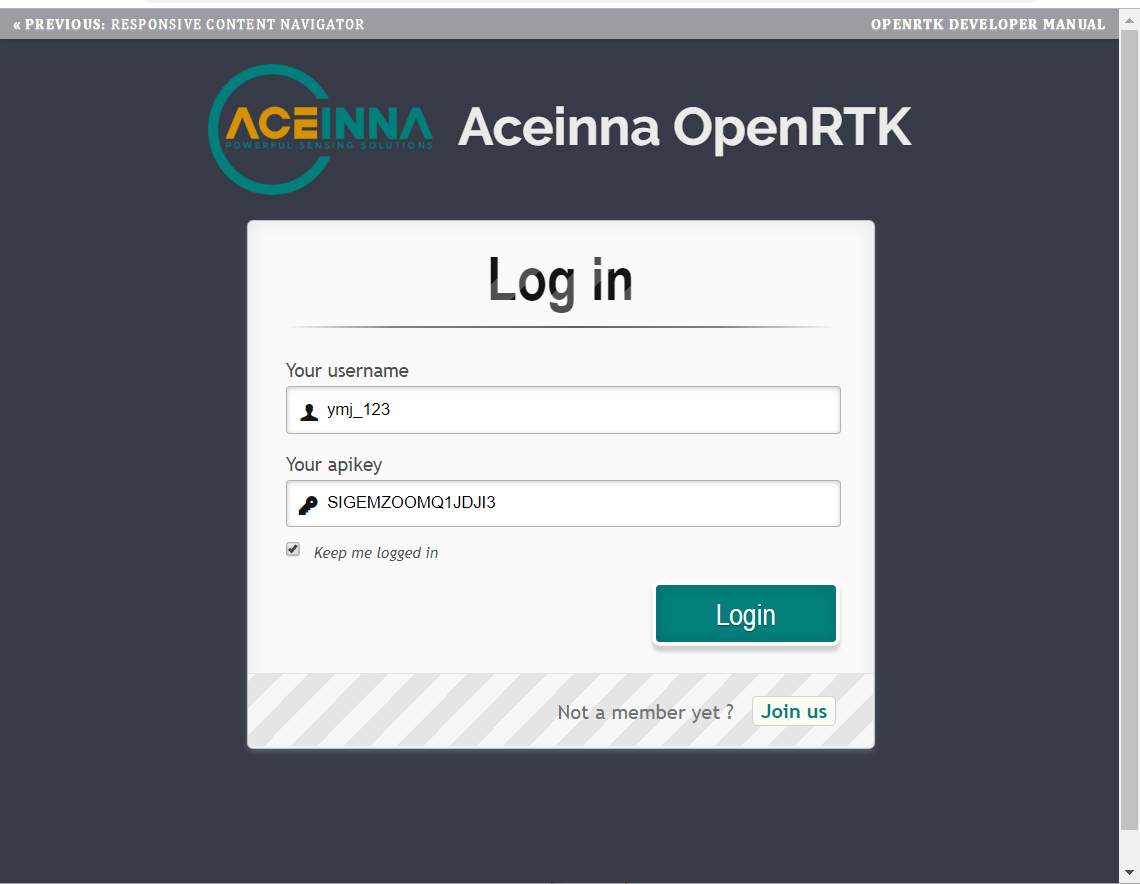 « PREVIOUS: RESPONSIVE CONTENT NAVIGATOR
OPENRTK DEVELOPER MANUAL
ACEINNA
POWERFUL SENSING SOLUTIONS
Aceinna OpenRTK
Log in
Your username
ymj_123
Your apikey
SIGEMZOOMQ1JDJI3
Keep me logged in
Login
Not a member yet ? Join us